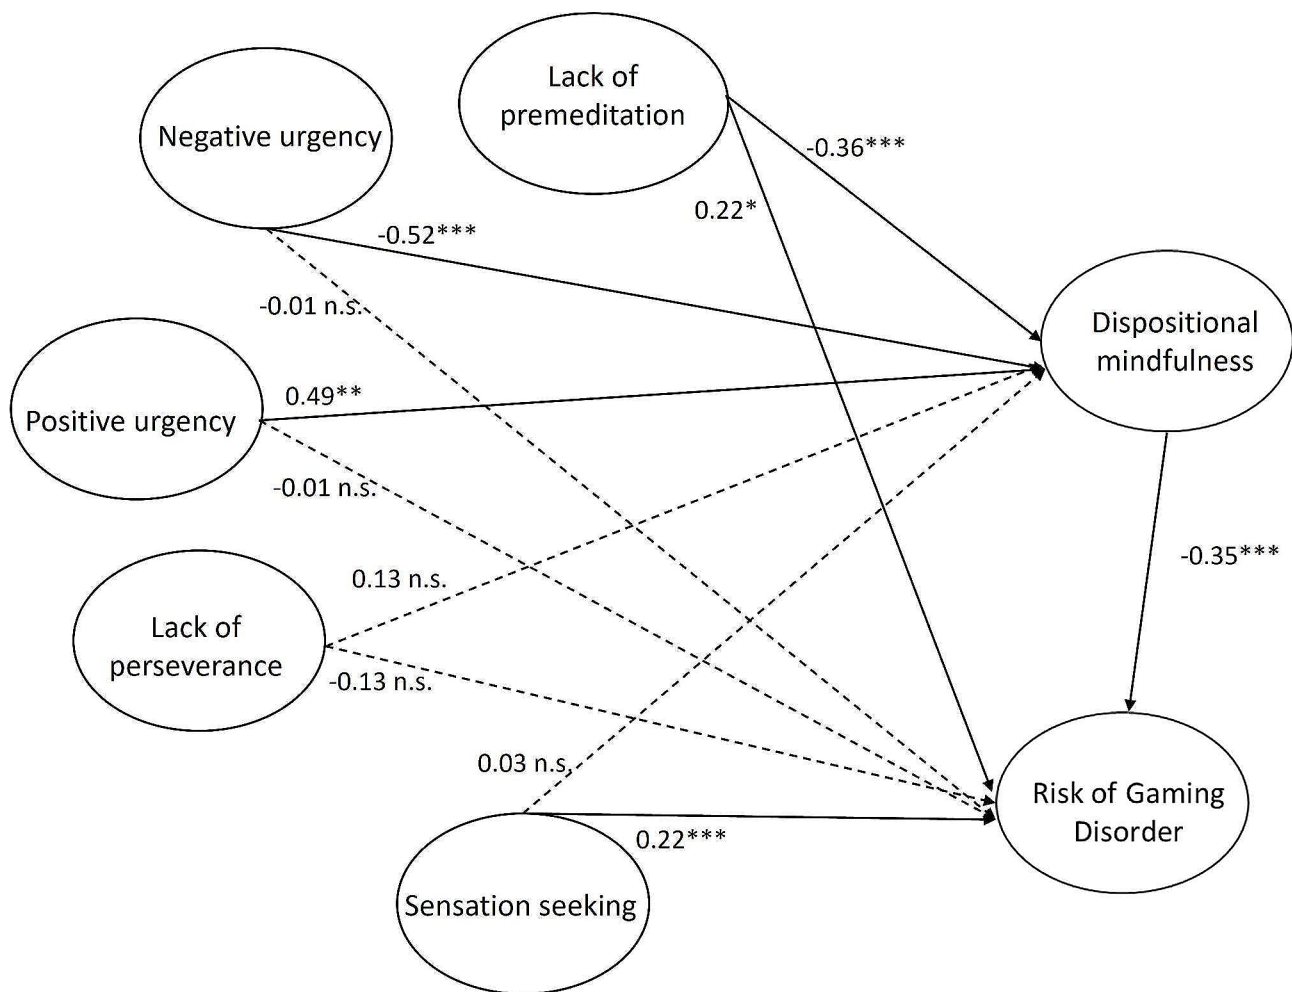 Lack of
premeditation
Negative urgency
-0.36***
0.22*
-0.52***
-0.01 n.s.
Dispositional
mindfulness
0.49**
Positive urgency
-0.01 n.s.
-0.35***
0.13 n.s.
Lack of
perseverance
-0.13 n.s.
0.03 n.s.
Risk of Gaming
Disorder
0.22***
Sensation seeking